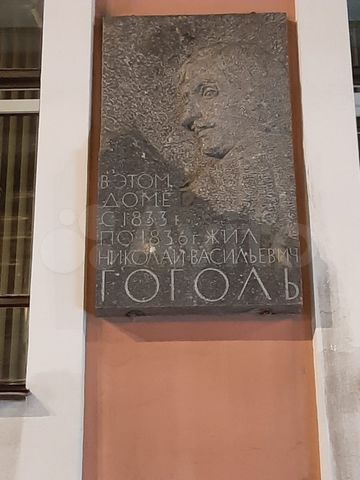 В ЭТОМ
ДОМЕ
С 1833 г.
ПО 1836 г. ЖИЛ
НИКОЛАЙ ВАСИЛЬЕВИЧ
ГОГОЛЬ